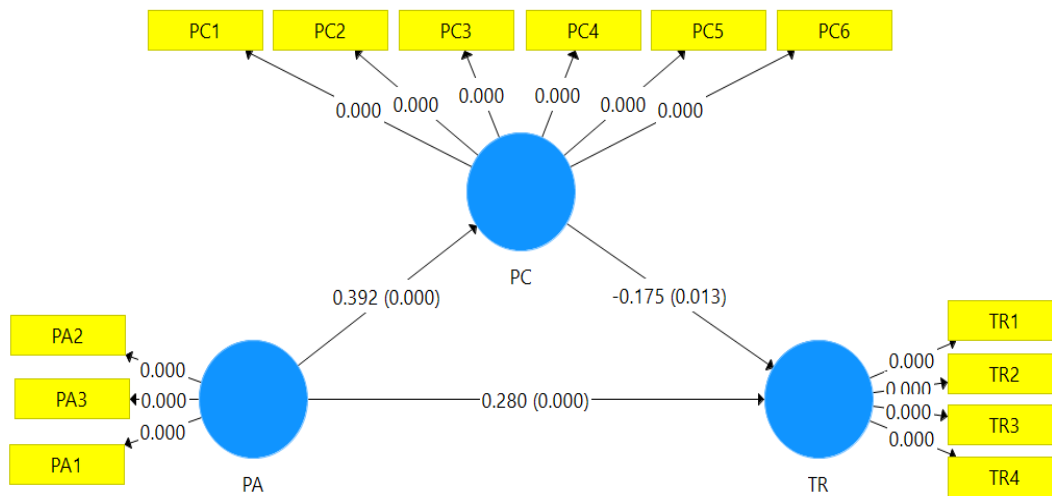 PC1 PC2 PC3 PC4 PC5 PC6
0.000 0.000 0.000 0.000 0.000 0.000
PC
0.392 (0.000)
-0.175 (0.013)
PA2
PA3
PA1
0.000
0.000
0.000
PA
0.280 (0.000)
TR
0.000
0.000
0.000
0.000
TR1
TR2
TR3
TR4